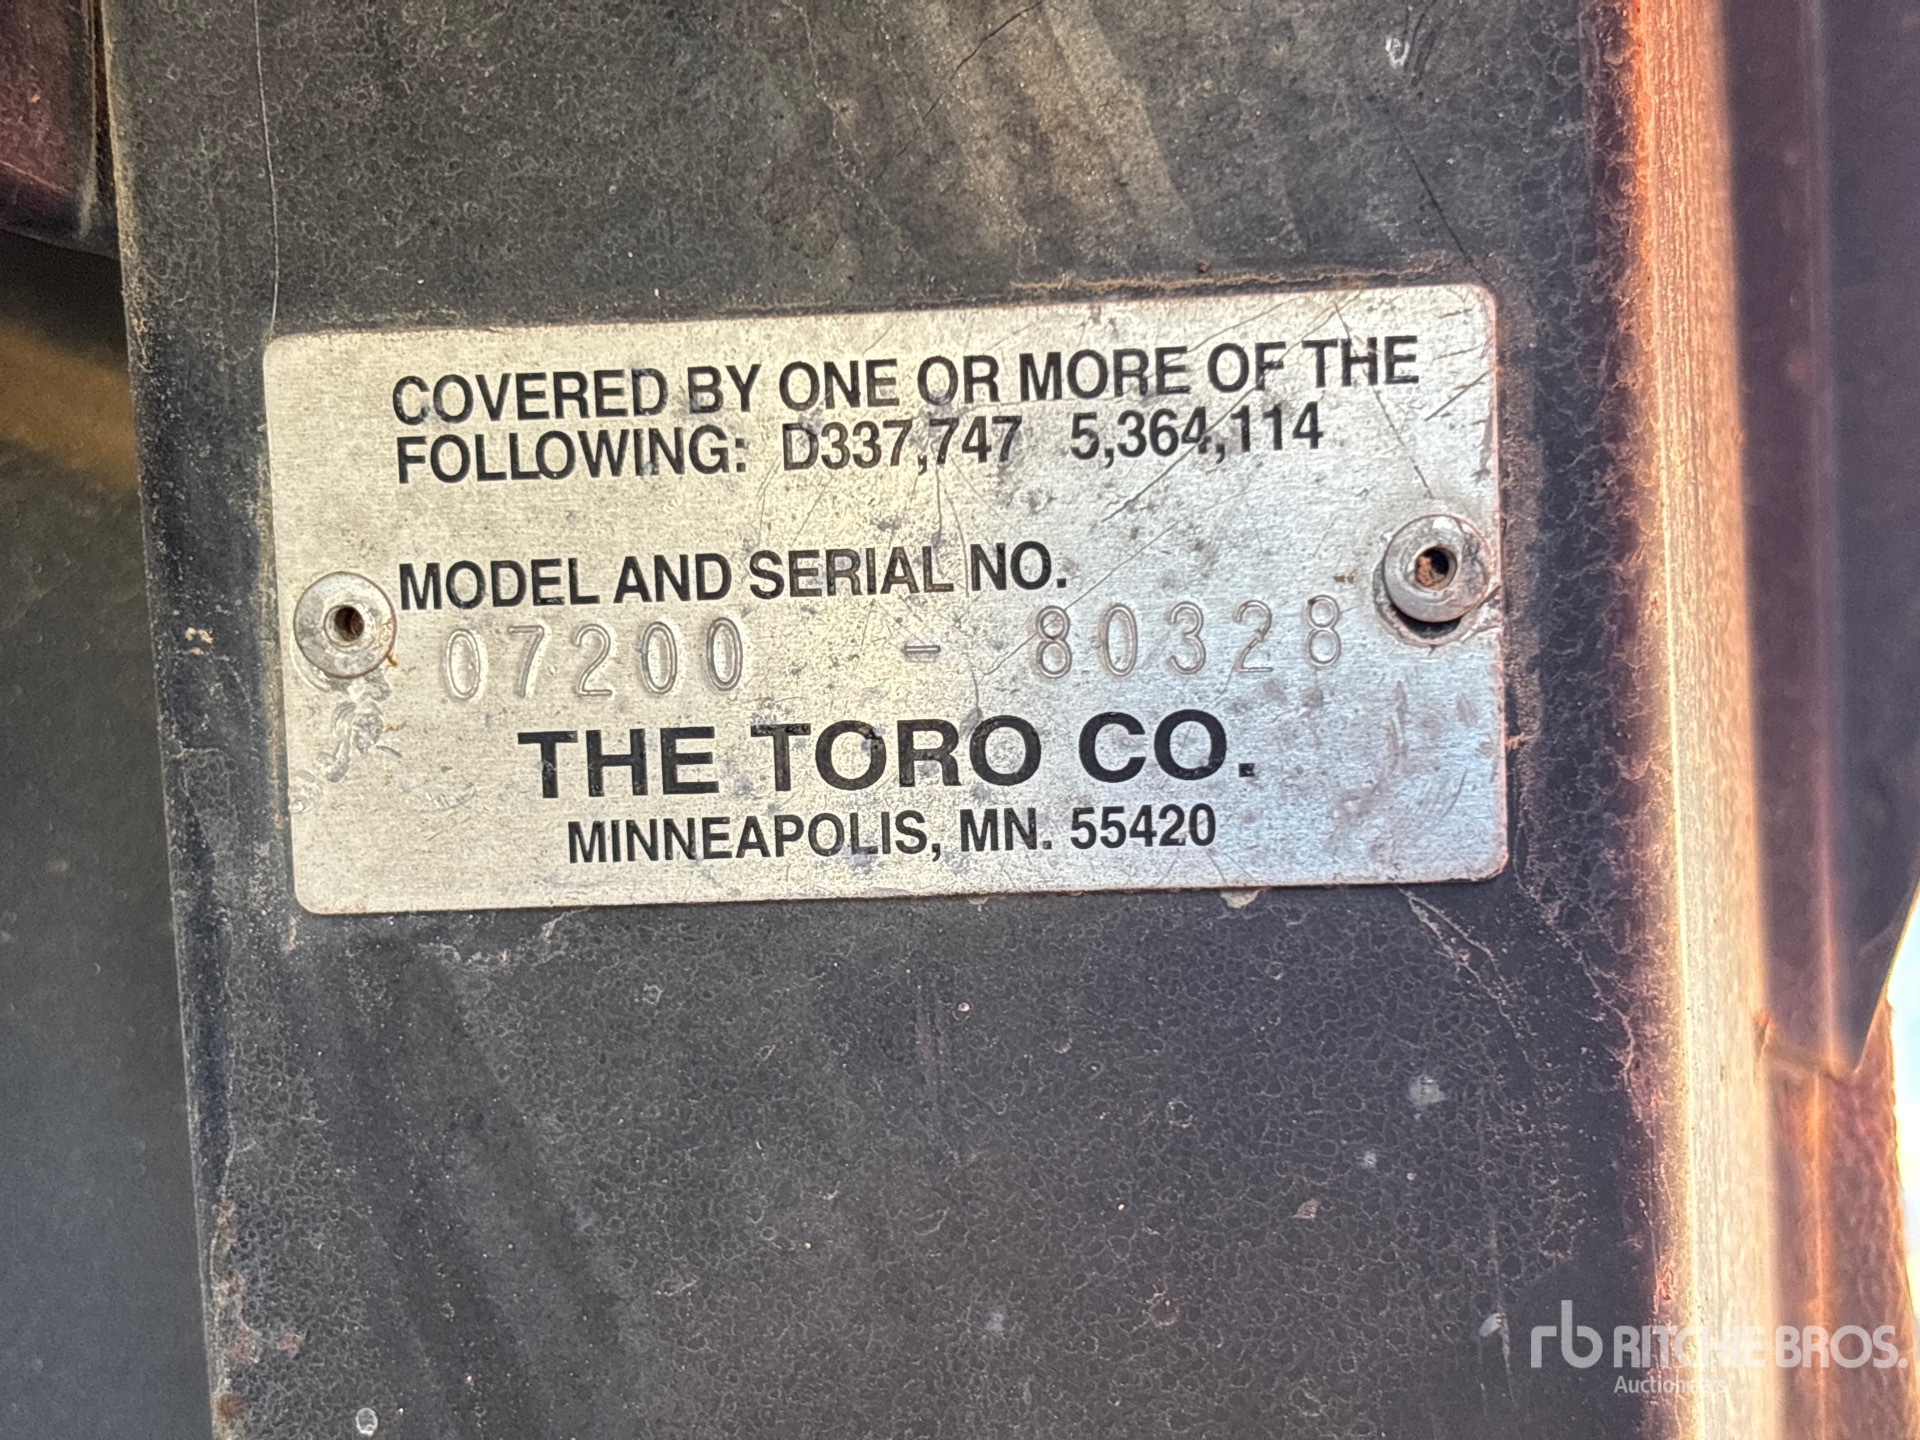 COVERED BY ONE OR MORE OF THE
FOLLOWING: D337,747 5,364,114
MODEL AND SERIAL NO.
07200 - 80328
THE TORO CO.
MINNEAPOLIS, MN. 55420
rb RITCHIE BROS.
Auctioneers